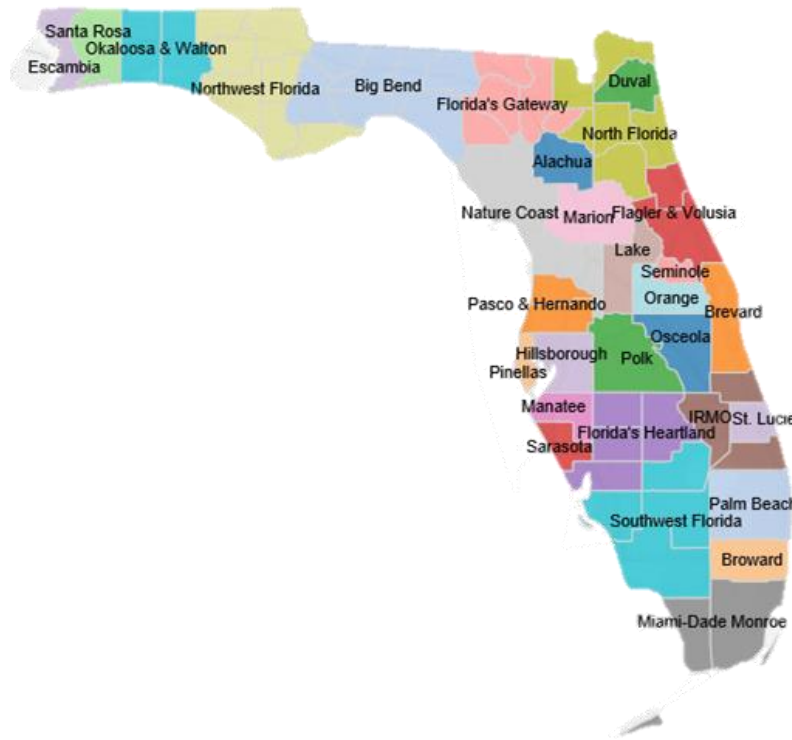 Santa Rosa
Okaloosa & Walton
Escambia
Northwest Florida
Big Bend
Florida's Gateway
Duval
North Florida
Alachua
Nature Coast
Marion
Flagler & Volusia
Lake
Seminole
Orange
Brevard
Pasco & Hernando
Osceola
Hillsborough
Polk
Pinellas
Manatee
IRMO
St. Lucie
Florida's Heartland
Sarasota
Palm Beach
Southwest Florida
Broward
Miami-Dade Monroe